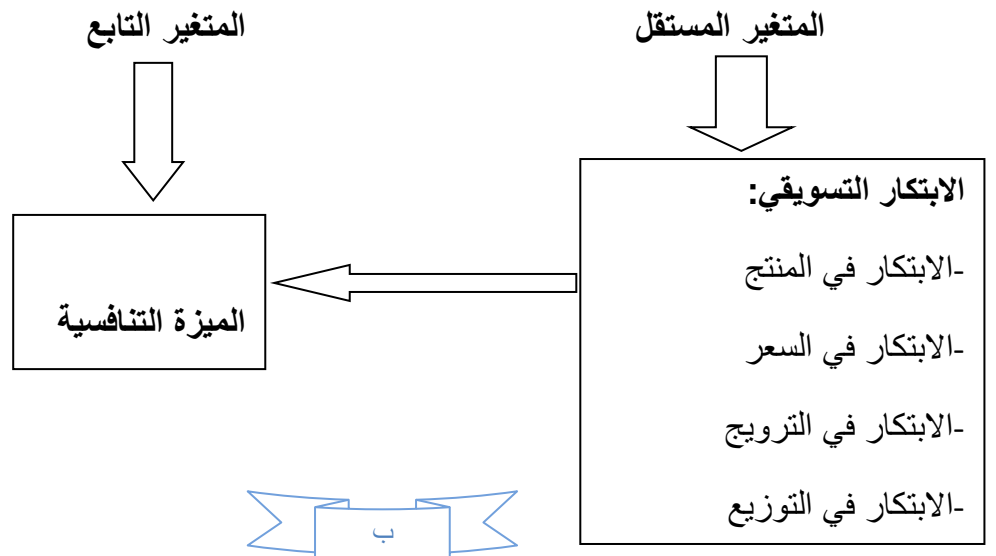 المتغير المستقل
المتغير التابع
الابتكار التسويقي:
-الابتكار في المنتج
-الابتكار في السعر
-الابتكار في الترويج
-الابتكار في التوزيع
الميزة التنافسية
ب